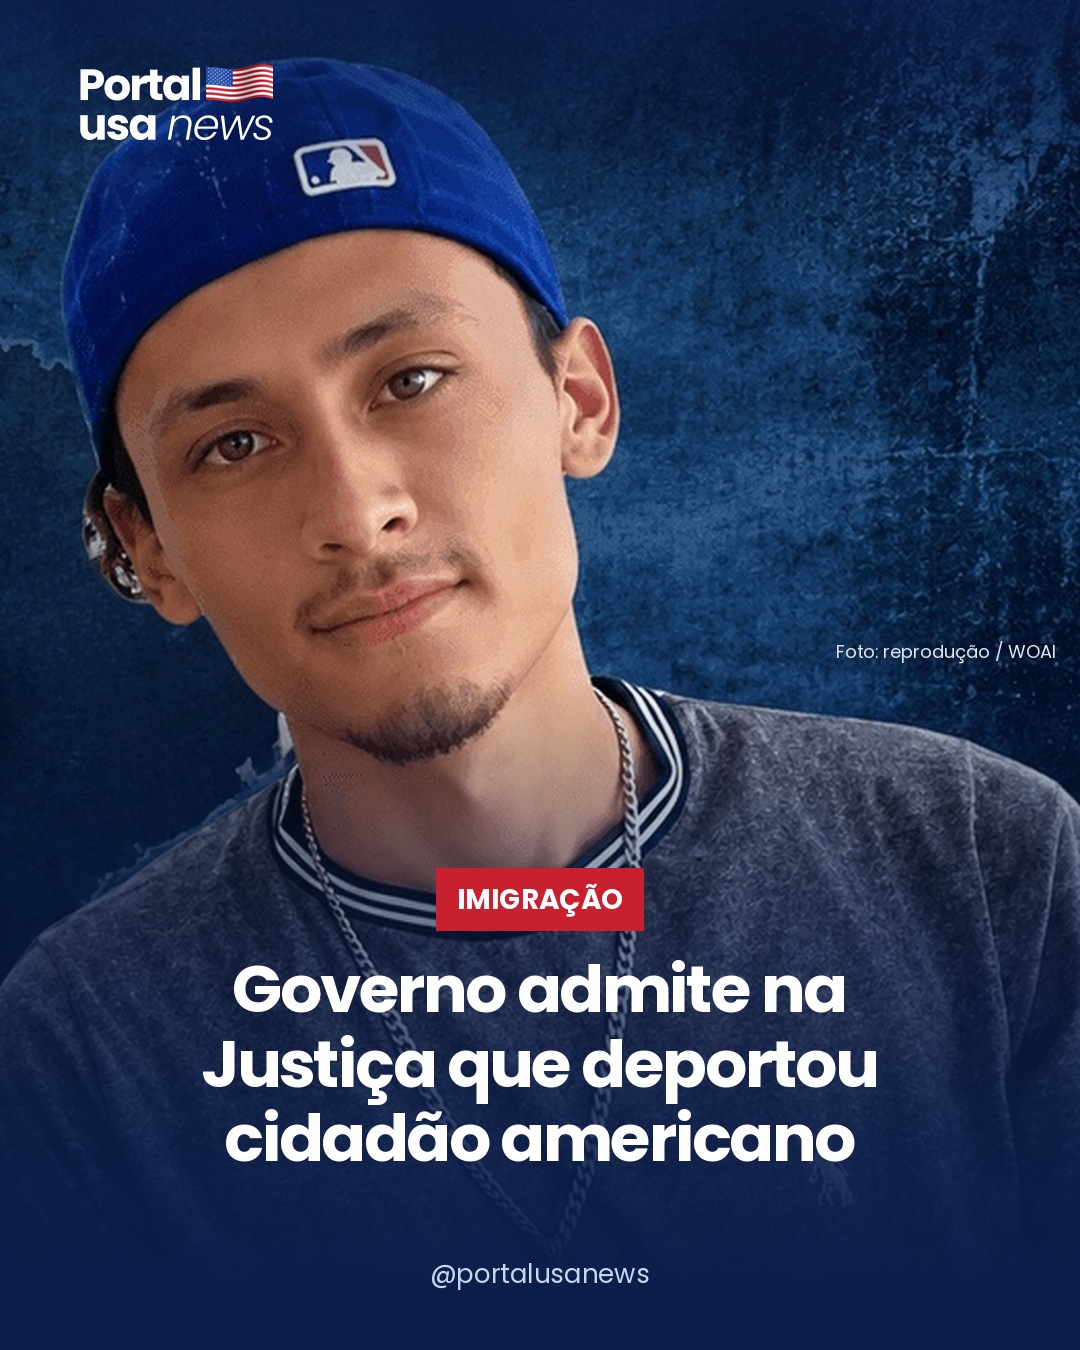 Portal
usa news
Foto: reprodução / WOAI
IMIGRAÇÃO
Governo admite na
Justiça que deportou
cidadão americano
@portalusanews